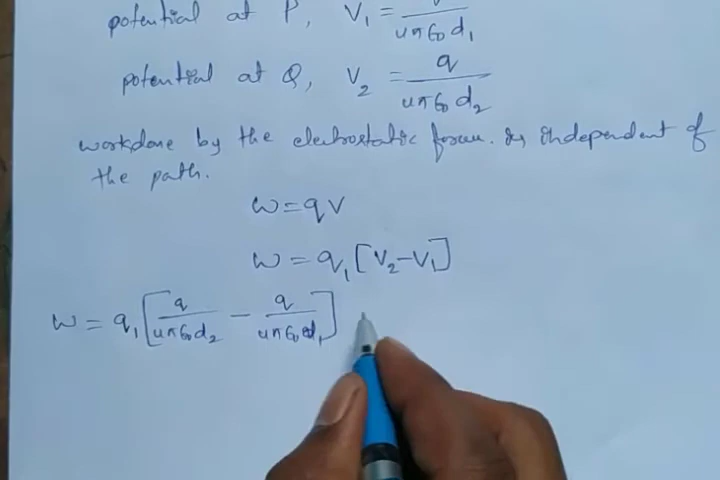 potential at P, V₁ = q/4πε₀d₁
potential at Q, V₂ = q/4πε₀d₂
workdone by the electrostatic force. is independent of
the path.
W = qV
W = q₁[V₂-V₁]
W = q₁[q/4πε₀d₂ - q/4πε₀d₁]